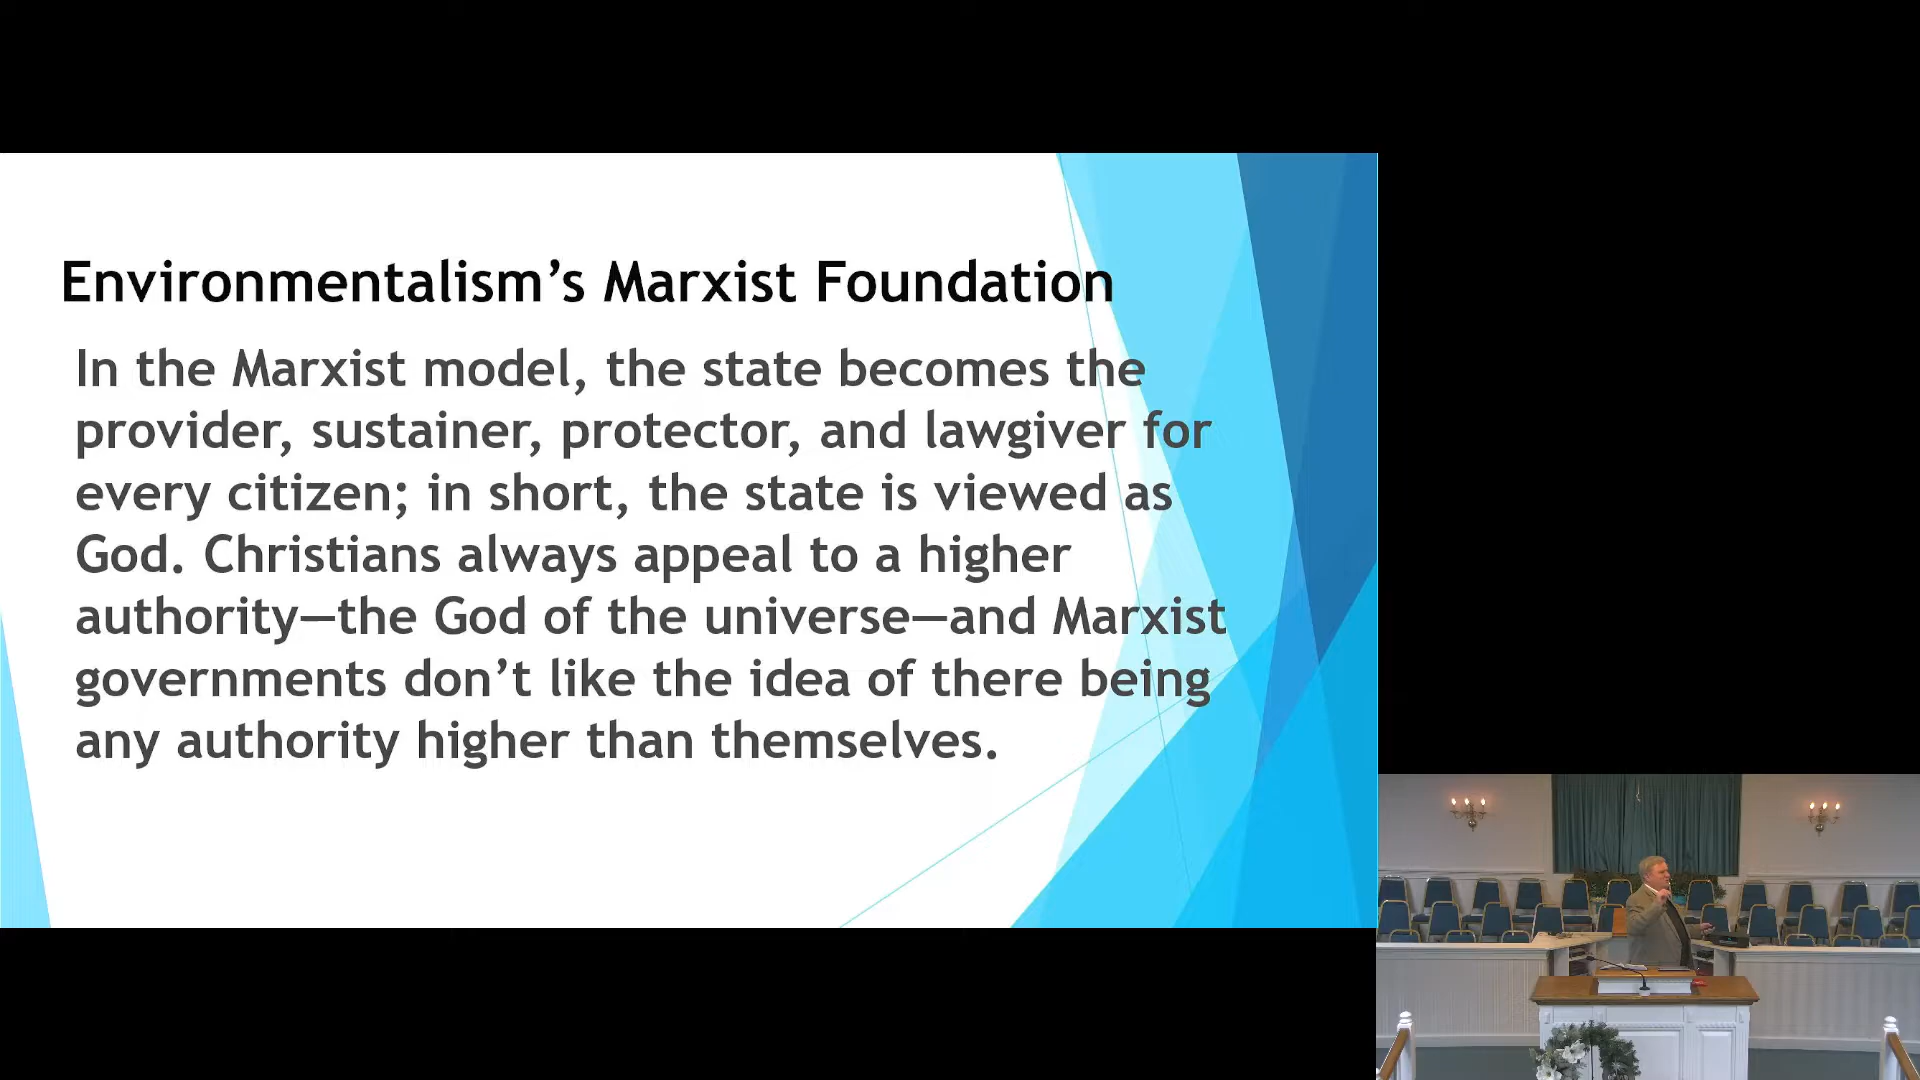 Environmentalism’s Marxist Foundation
In the Marxist model, the state becomes the
provider, sustainer, protector, and lawgiver for
every citizen; in short, the state is viewed as
God. Christians always appeal to a higher
authority—the God of the universe—and Marxist
governments don’t like the idea of there being
any authority higher than themselves.